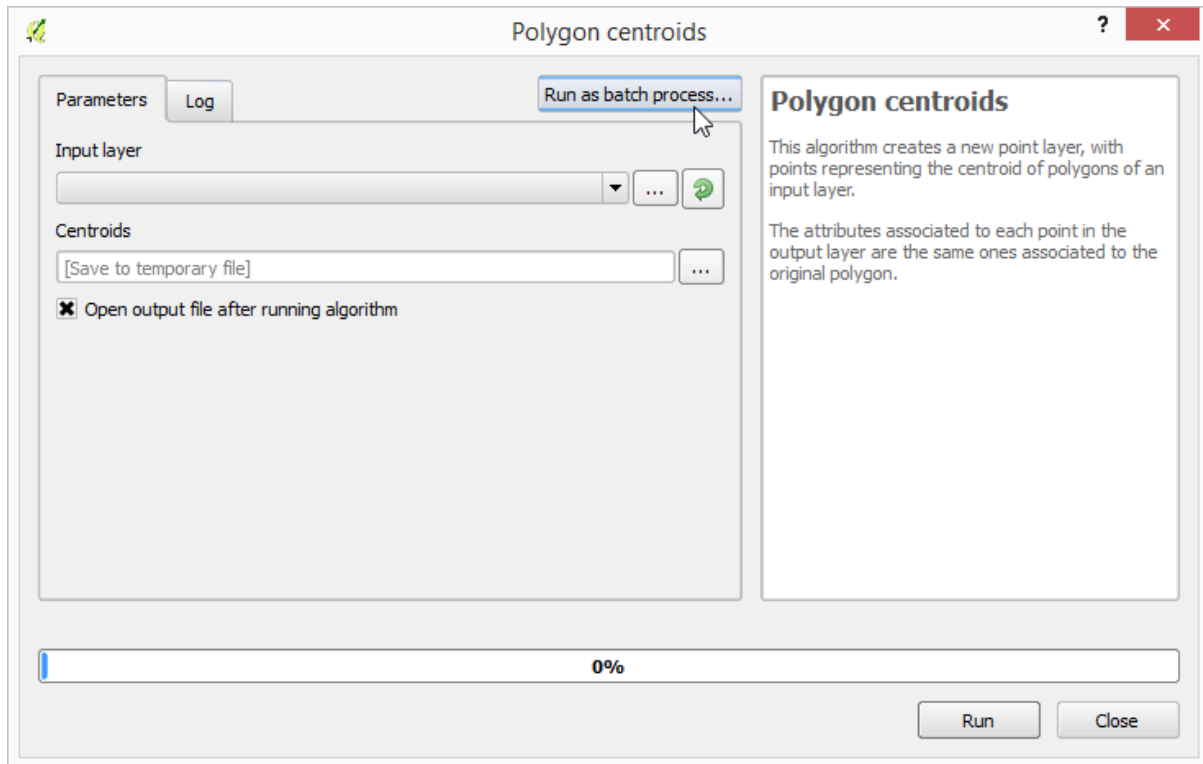 Polygon centroids
?
Parameters
Log
Run as batch process...
Input layer
...
Centroids
[Save to temporary file]
...
Open output file after running algorithm
Polygon centroids
This algorithm creates a new point layer, with
points representing the centroid of polygons of an
input layer.
The attributes associated to each point in the
output layer are the same ones associated to the
original polygon.
0%
Run
Close